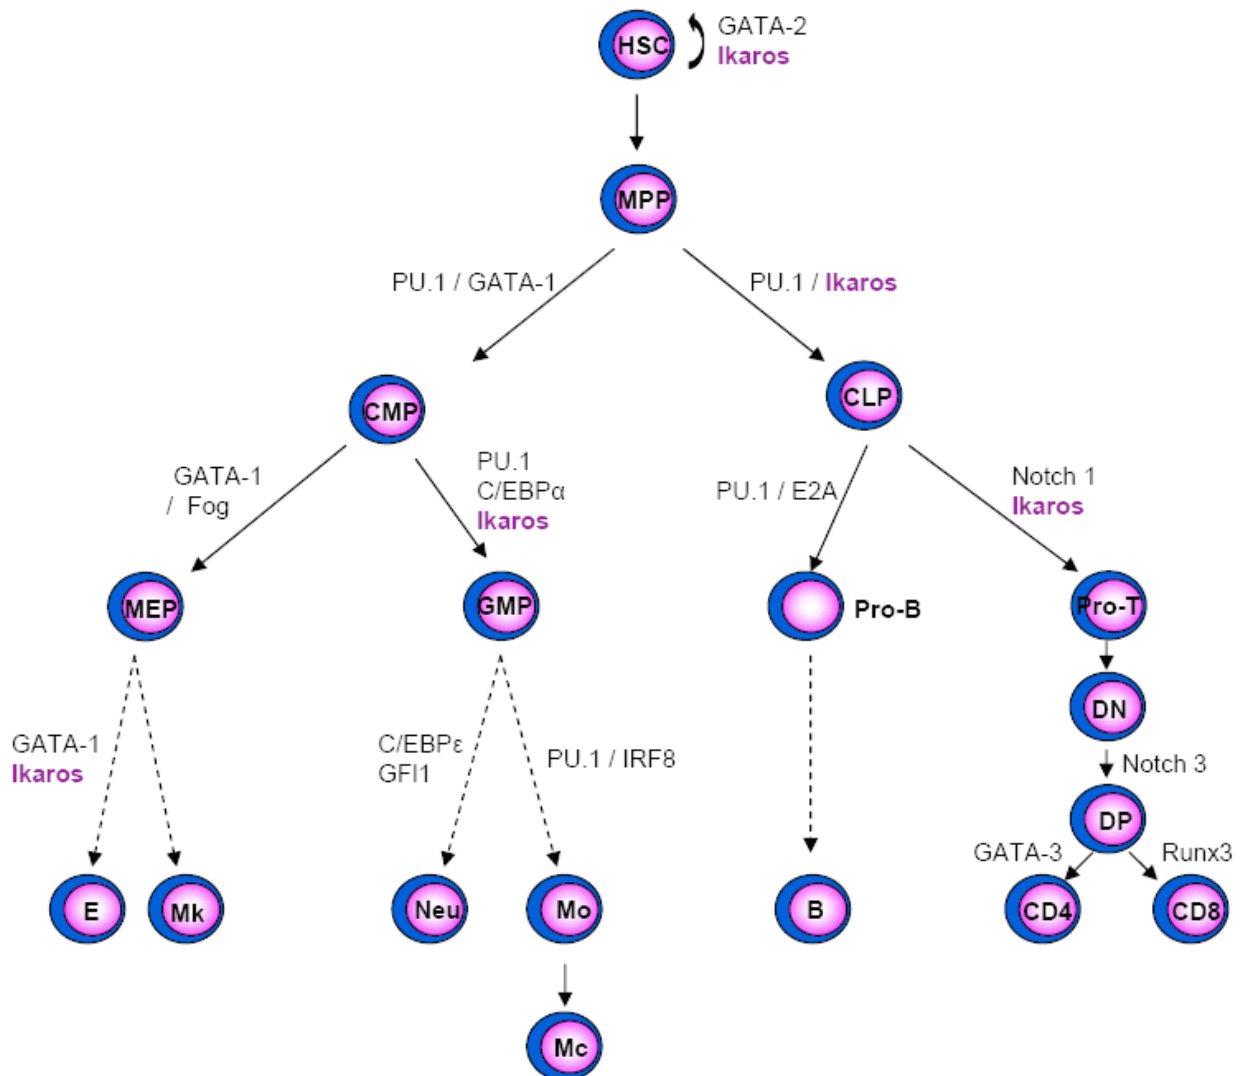 HSC
GATA-2
Ikaros
MPP
PU.1 / GATA-1
PU.1 / Ikaros
CMP
CLP
GATA-1
/ Fog
PU.1
C/EBPα
Ikaros
PU.1 / E2A
Notch 1
Ikaros
MEP
GMP
Pro-B
Pro-T
DN
GATA-1
Ikaros
C/EBPε
GFI1
PU.1 / IRF8
Notch 3
DP
GATA-3
Runx3
E
Mk
Neu
Mo
B
CD4
CD8
Mc